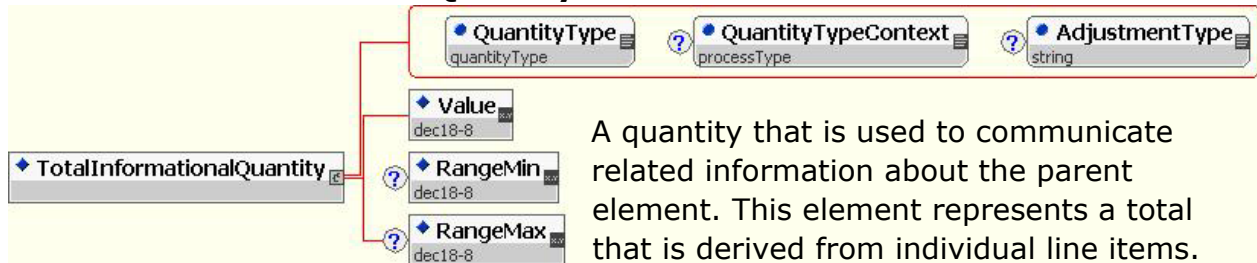 QuantityType
quantityType
? QuantityTypeContext
processType
? AdjustmentType
string
Value
dec18-8
TotalInformationalQuantity
? RangeMin
dec18-8
? RangeMax
dec18-8
A quantity that is used to communicate
related information about the parent
element. This element represents a total
that is derived from individual line items.